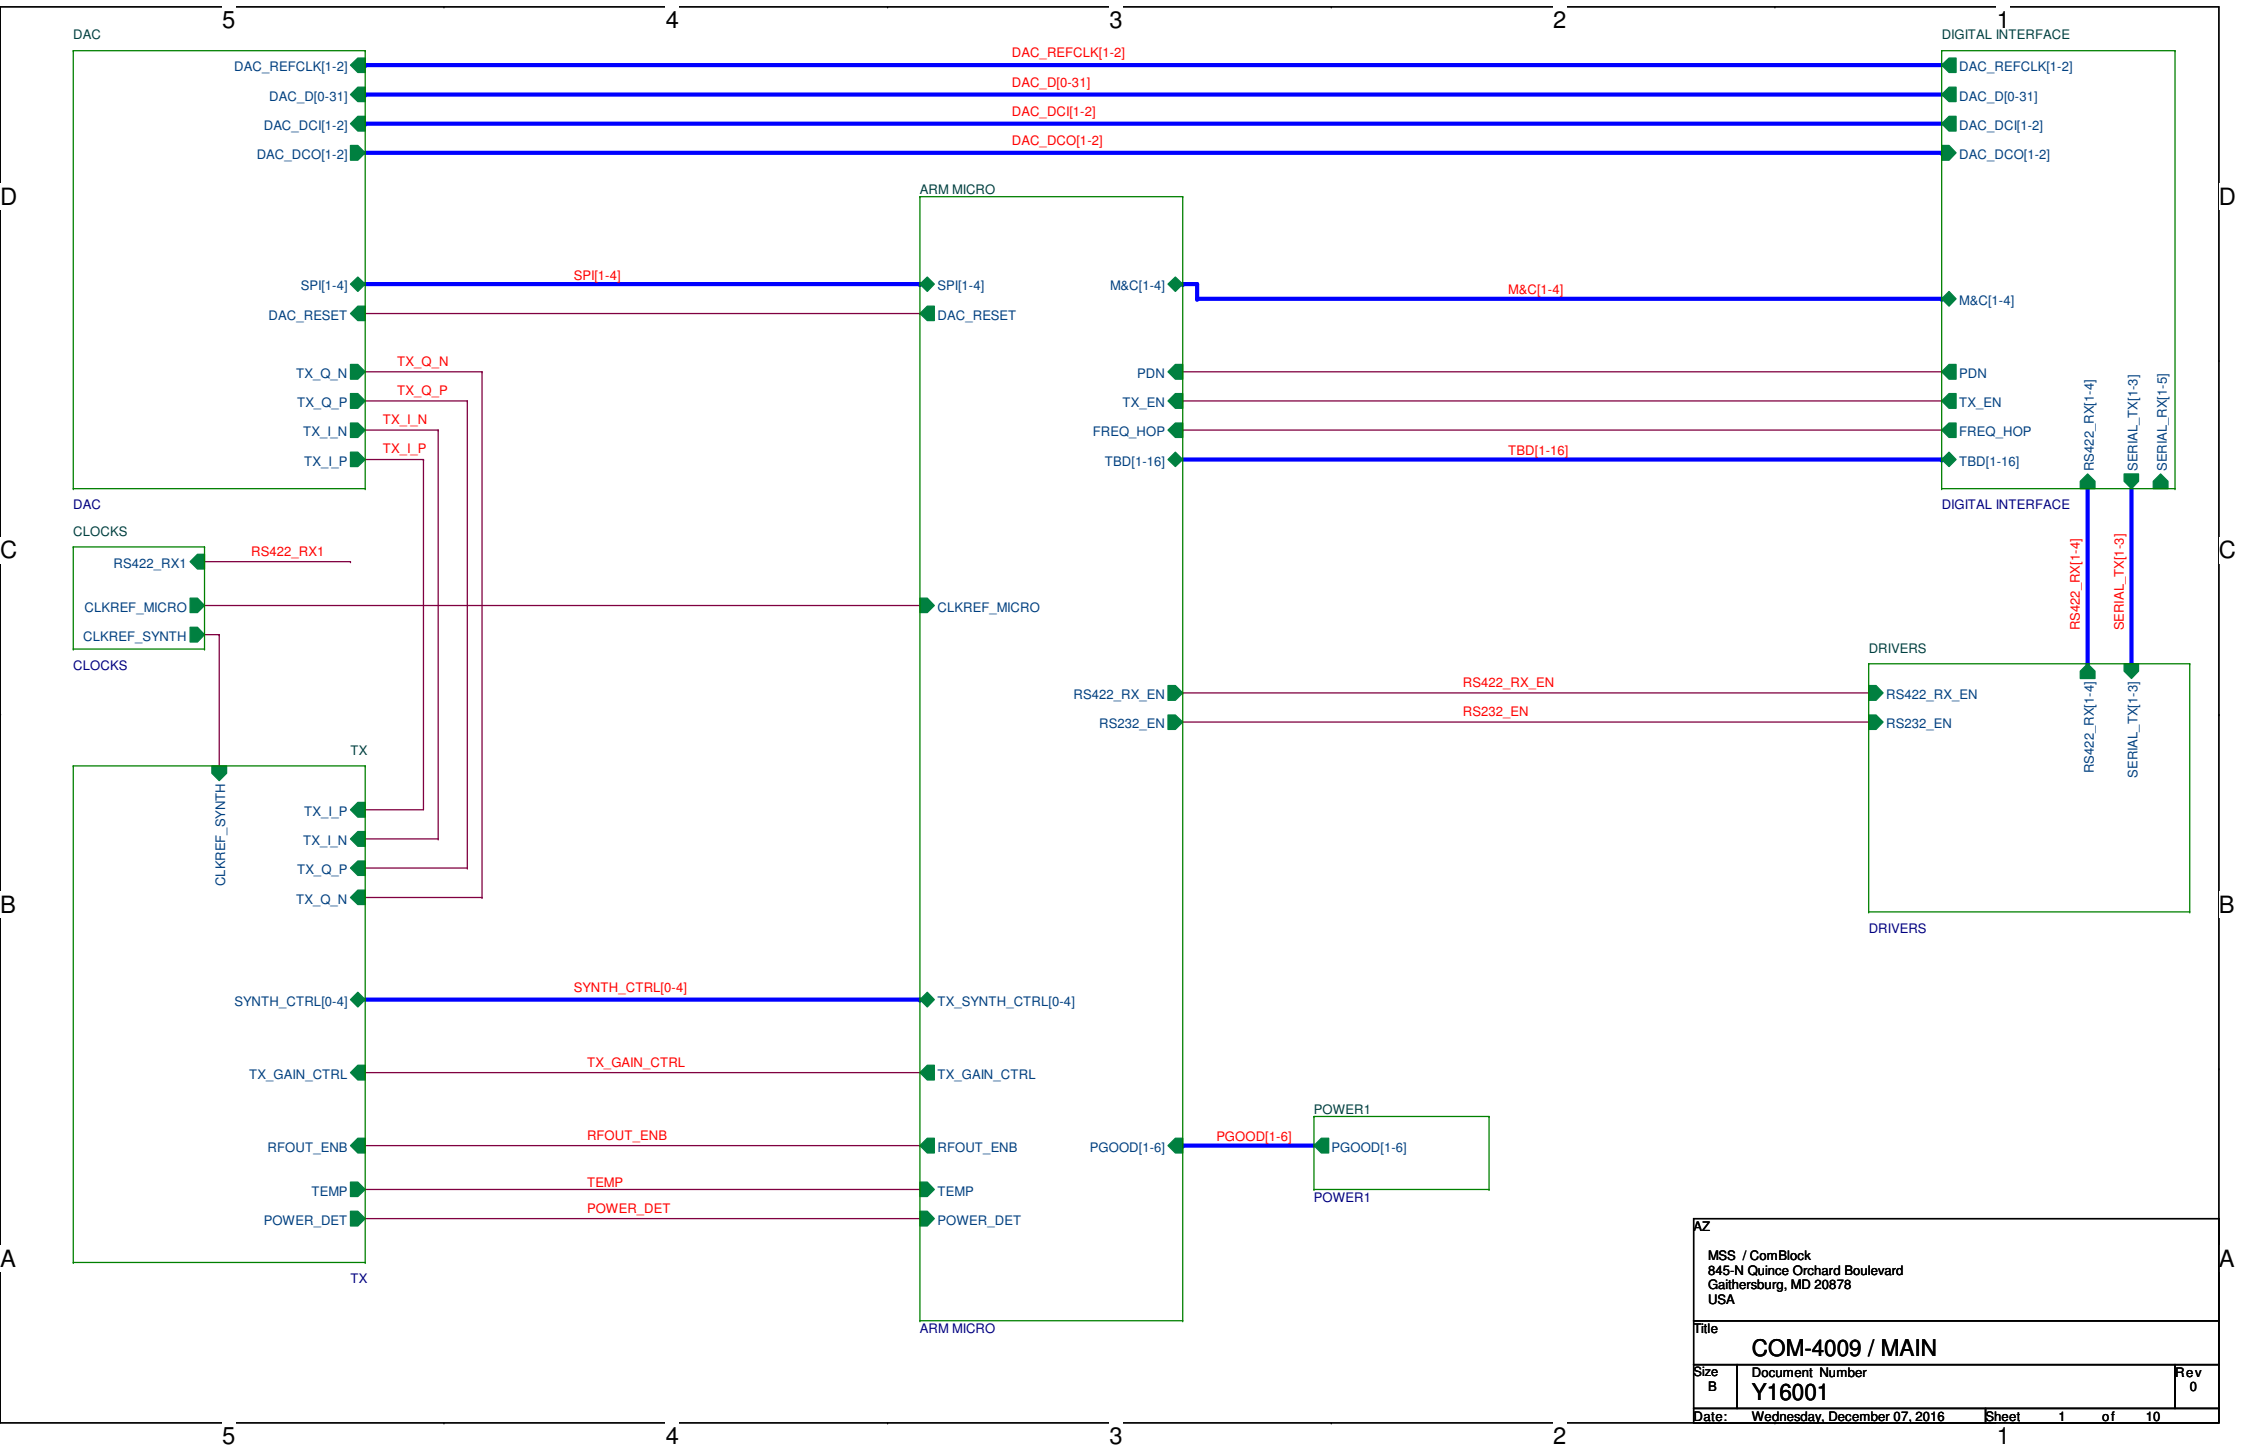 5 4 3 2 1
DAC
DAC_REFCLK[1-2]
DAC_D[0-31]
DAC_DCI[1-2]
DAC_DCO[1-2]
SPI[1-4]
DAC_RESET
TX_Q_N
TX_Q_P
TX_I_N
TX_I_P
DAC
DAC_REFCLK[1-2]
DAC_D[0-31]
DAC_DCI[1-2]
DAC_DCO[1-2]
DIGITAL INTERFACE
DAC_REFCLK[1-2]
DAC_D[0-31]
DAC_DCI[1-2]
DAC_DCO[1-2]
M&C[1-4]
PDN
TX_EN
FREQ_HOP
TBD[1-16]
RS422_RX[1-4]
SERIAL_TX[1-3]
SERIAL_RX[1-5]
DIGITAL INTERFACE
D
D
SPI[1-4]
TX_Q_N
TX_Q_P
TX_I_N
TX_I_P
ARM MICRO
SPI[1-4]
DAC_RESET
CLKREF_MICRO
TX_SYNTH_CTRL[0-4]
TX_GAIN_CTRL
RFOUT_ENB
TEMP
POWER_DET
M&C[1-4]
PDN
TX_EN
FREQ_HOP
TBD[1-16]
RS422_RX_EN
RS232_EN
PGOOD[1-6]
ARM MICRO
M&C[1-4]
TBD[1-16]
C
C
CLOCKS
RS422_RX1
CLKREF_MICRO
CLKREF_SYNTH
CLOCKS
RS422_RX1
RS422_RX[1-4]
SERIAL_TX[1-3]
RS422_RX_EN
RS232_EN
DRIVERS
RS422_RX_EN
RS232_EN
RS422_RX[1-4]
SERIAL_TX[1-3]
DRIVERS
B
B
TX
CLKREF_SYNTH
TX_I_P
TX_I_N
TX_Q_P
TX_Q_N
SYNTH_CTRL[0-4]
TX_GAIN_CTRL
RFOUT_ENB
TEMP
POWER_DET
TX
SYNTH_CTRL[0-4]
TX_GAIN_CTRL
RFOUT_ENB
TEMP
POWER_DET
PGOOD[1-6]
POWER1
PGOOD[1-6]
POWER1
A
A
AZ
MSS / ComBlock
845-N Quince Orchard Boulevard
Gaithersburg, MD 20878
USA
Title
COM-4009 / MAIN
Size
B
Document Number
Y16001
Rev
0
Date: Wednesday, December 07, 2016 Sheet 1 of 10
5 4 3 2 1